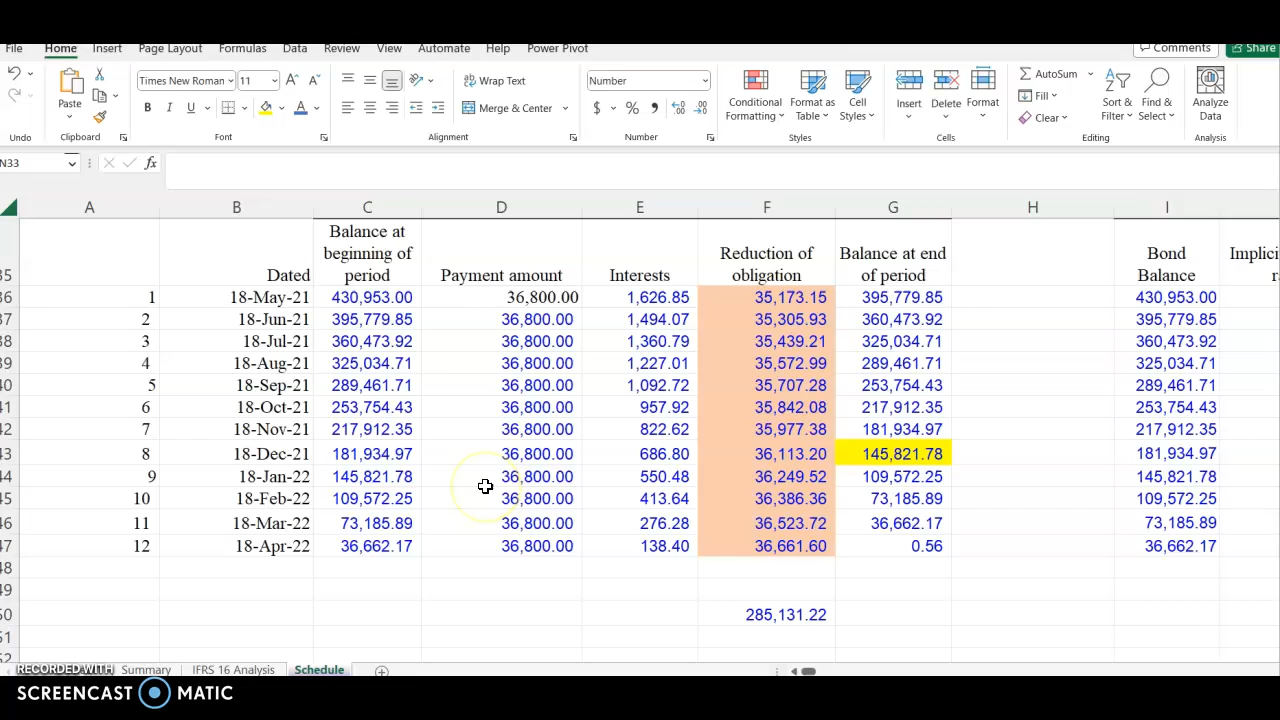 File Home Insert Page Layout Formulas Data Review View Automate Help Power Pivot Comments Share
Times New Roman 11 Wrap Text Number AutoSum
Paste Merge & Center Conditional Formatting Format as Table Cell Styles Insert Delete Format Fill Sort & Filter Find & Select Analyze Data
B I U $ % Clear
Undo Clipboard Font Alignment Number Styles Cells Editing Analysis
N33 fx
A B C D E F G H I
35 Dated Balance at beginning of period Payment amount Interests Reduction of obligation Balance at end of period Bond Balance
36 1 18-May-21 430,953.00 36,800.00 1,626.85 35,173.15 395,779.85 430,953.00
37 2 18-Jun-21 395,779.85 36,800.00 1,494.07 35,305.93 360,473.92 395,779.85
38 3 18-Jul-21 360,473.92 36,800.00 1,360.79 35,439.21 325,034.71 360,473.92
39 4 18-Aug-21 325,034.71 36,800.00 1,227.01 35,572.99 289,461.71 325,034.71
40 5 18-Sep-21 289,461.71 36,800.00 1,092.72 35,707.28 253,754.43 289,461.71
41 6 18-Oct-21 253,754.43 36,800.00 957.92 35,842.08 217,912.35 253,754.43
42 7 18-Nov-21 217,912.35 36,800.00 822.62 35,977.38 181,934.97 217,912.35
43 8 18-Dec-21 181,934.97 36,800.00 686.80 36,113.20 145,821.78 181,934.97
44 9 18-Jan-22 145,821.78 36,800.00 550.48 36,249.52 109,572.25 145,821.78
45 10 18-Feb-22 109,572.25 36,800.00 413.64 36,386.36 73,185.89 109,572.25
46 11 18-Mar-22 73,185.89 36,800.00 276.28 36,523.72 36,662.17 73,185.89
47 12 18-Apr-22 36,662.17 36,800.00 138.40 36,661.60 0.56 36,662.17
48
49
50 285,131.22
51
RECORDED WITH Summary IFRS 16 Analysis Schedule
SCREENCAST MATIC